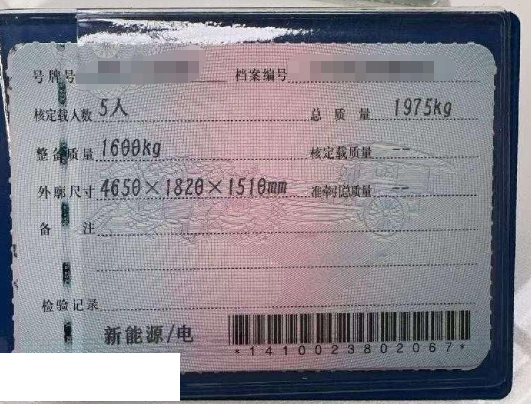 号牌号 档案编号
核定载人数 5人 总质量 1975kg
整备质量 1600kg 核定载质量 --
外廓尺寸 4650×1820×1510mm 准牵引总质量 --
备注
检验记录
新能源/电
*1410023802067*